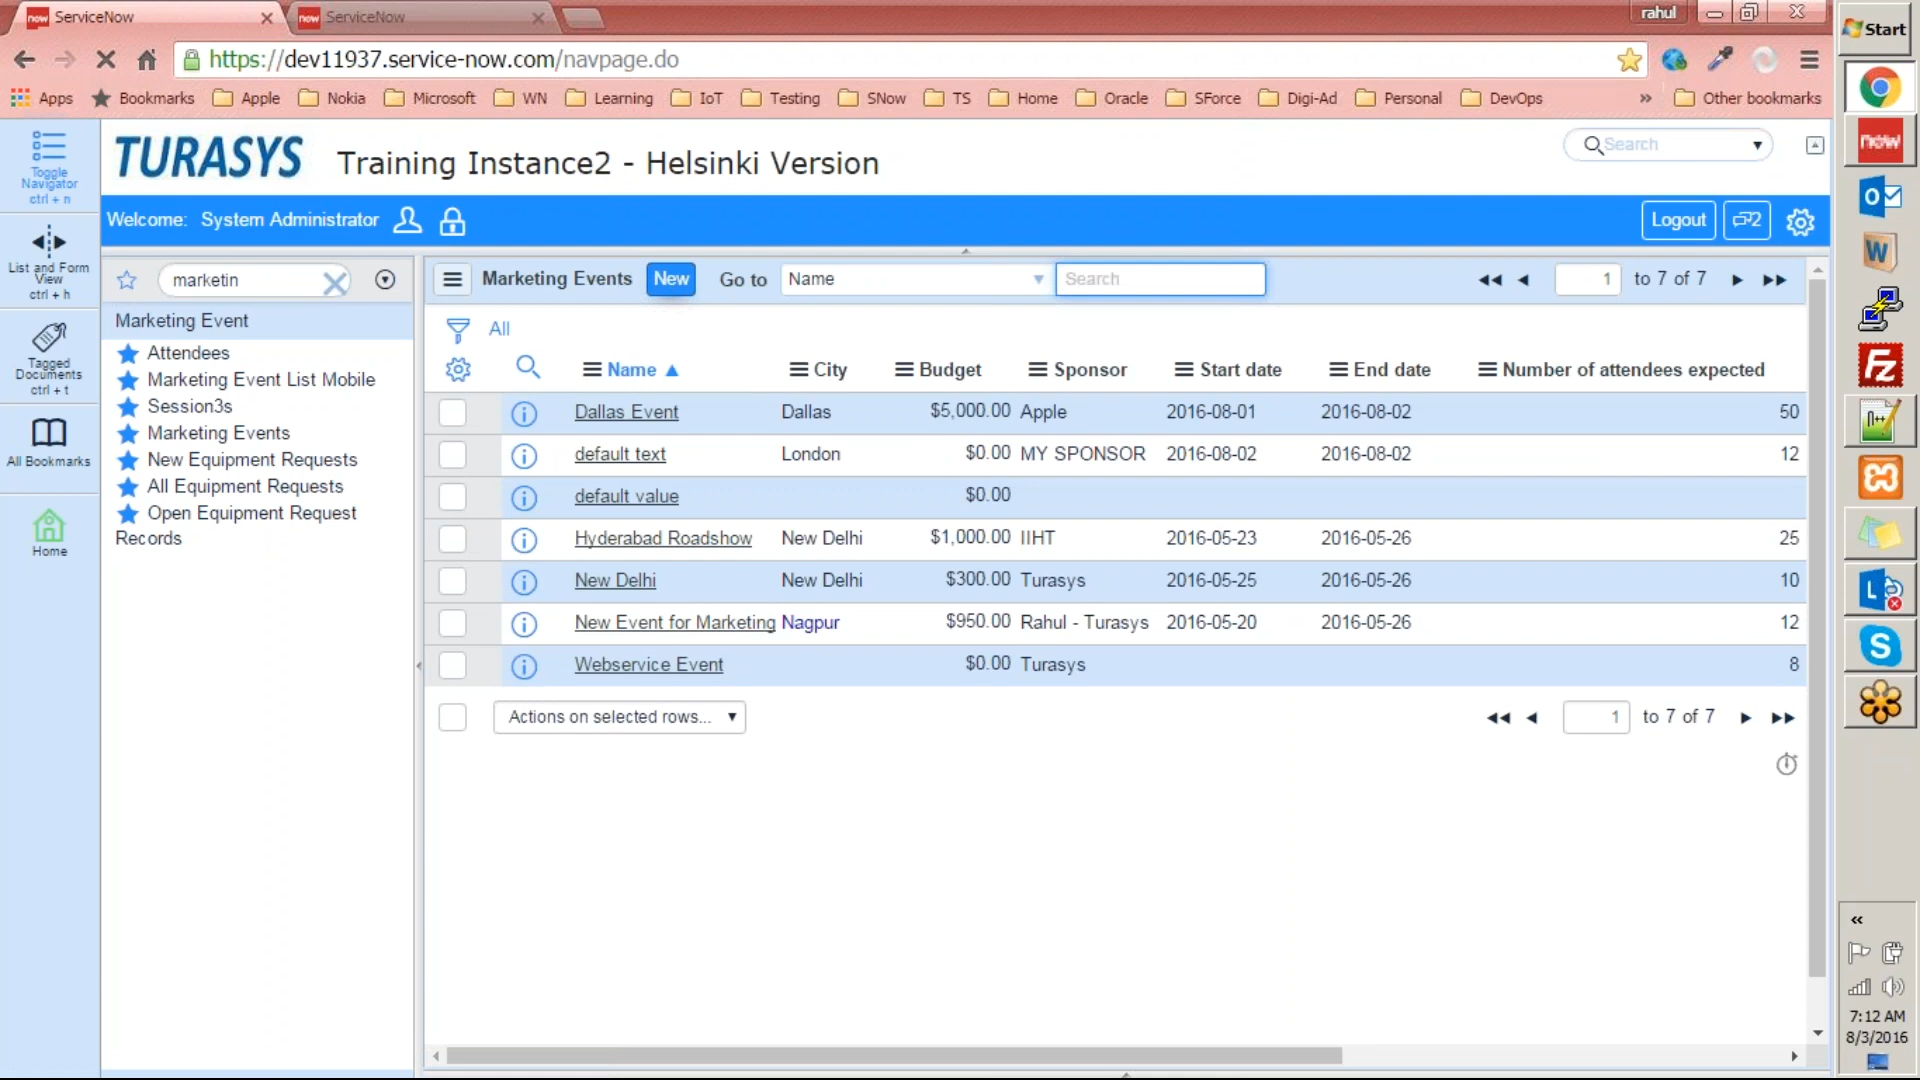 ServiceNow
ServiceNow
rahul
https://dev11937.service-now.com/navpage.do
Apps Bookmarks Apple Nokia Microsoft WN Learning IoT Testing SNow TS Home Oracle SForce Digi-Ad Personal DevOps » Other bookmarks
Start
Toggle
Navigator
ctrl + n
List and Form
View
ctrl + h
Tagged
Documents
ctrl + t
All Bookmarks
Home
TURASYS Training Instance2 - Helsinki Version
Search
Welcome: System Administrator
Logout 2
marketin
Marketing Event
Attendees
Marketing Event List Mobile
Session3s
Marketing Events
New Equipment Requests
All Equipment Requests
Open Equipment Request
Records
Marketing Events New Go to Name Search 1 to 7 of 7
All
Name City Budget Sponsor Start date End date Number of attendees expected
Dallas Event Dallas $5,000.00 Apple 2016-08-01 2016-08-02 50
default text London $0.00 MY SPONSOR 2016-08-02 2016-08-02 12
default value $0.00
Hyderabad Roadshow New Delhi $1,000.00 IIHT 2016-05-23 2016-05-26 25
New Delhi New Delhi $300.00 Turasys 2016-05-25 2016-05-26 10
New Event for Marketing Nagpur $950.00 Rahul - Turasys 2016-05-20 2016-05-26 12
Webservice Event $0.00 Turasys 8
Actions on selected rows... 1 to 7 of 7
7:12 AM
8/3/2016